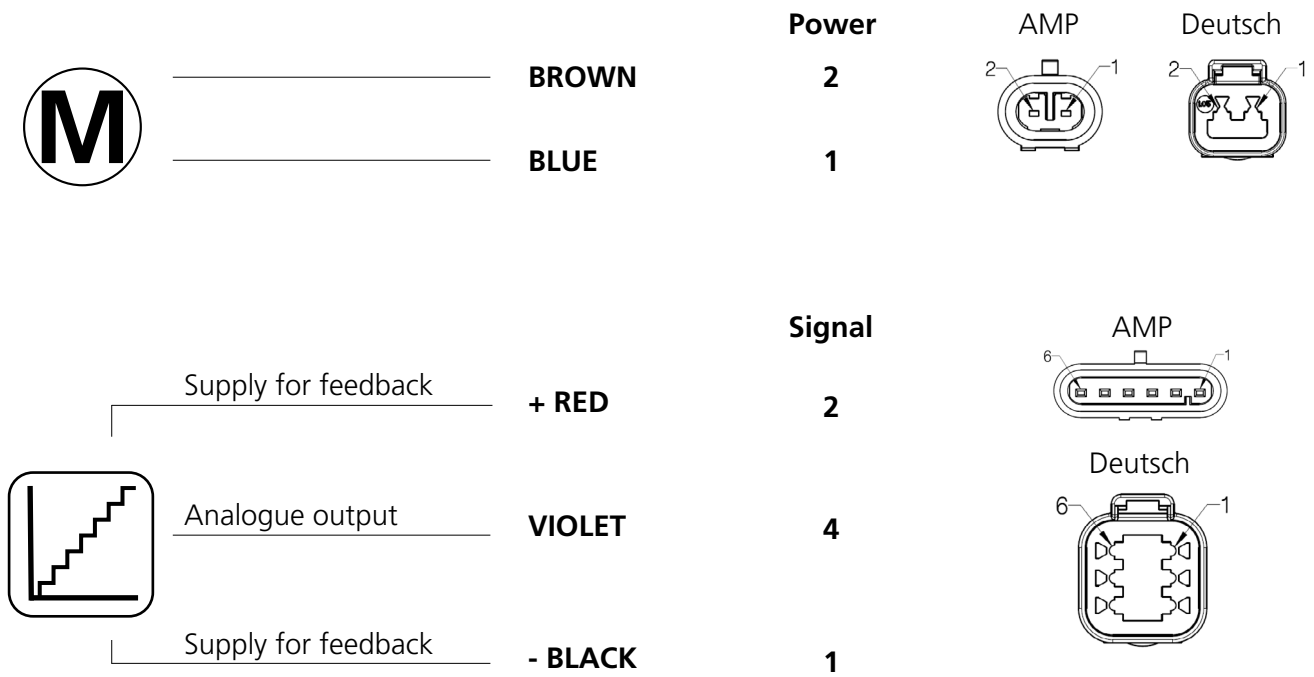 Power AMP Deutsch
M BROWN 2 2 1 2 1
BLUE 1
Signal AMP
6 1
Supply for feedback + RED 2
Deutsch
6 1
Analogue output VIOLET 4
Supply for feedback - BLACK 1